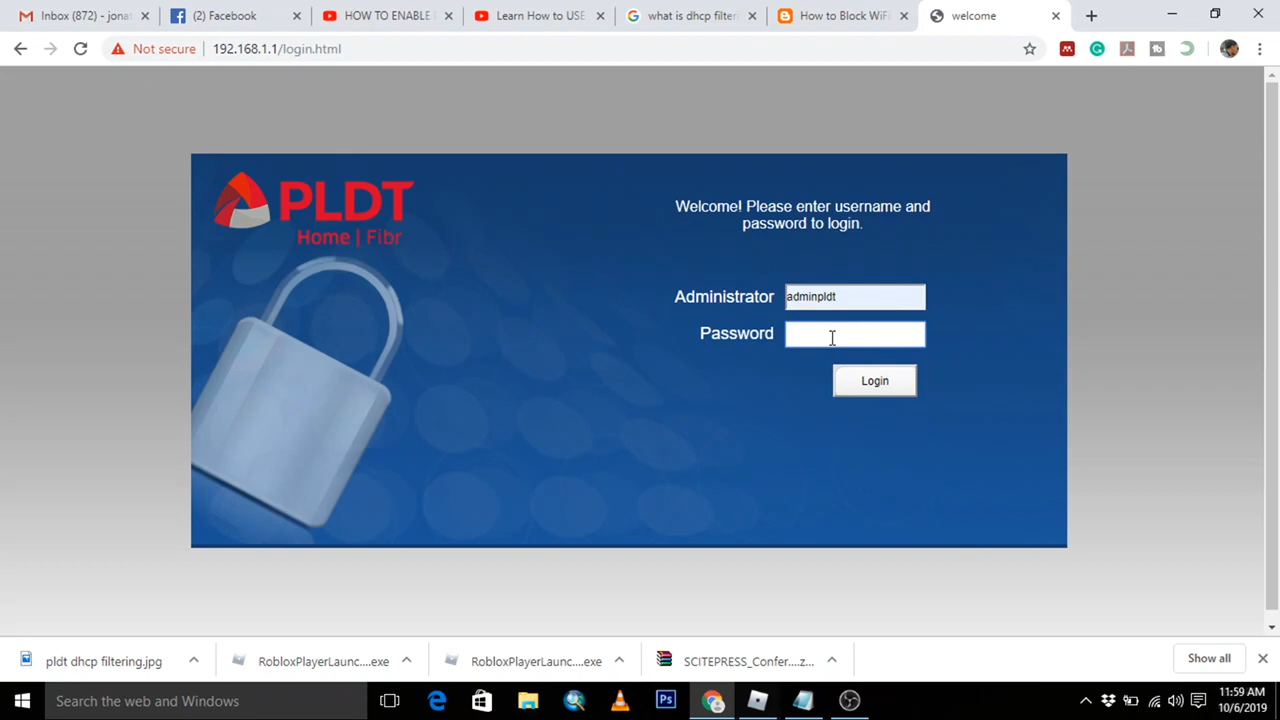 Inbox (872) - jona
(2) Facebook
HOW TO ENABLE
Learn How to USE
what is dhcp filteri
How to Block WiFi
welcome
Not secure
192.168.1.1/login.html
PLDT
Home | Fibr
Welcome! Please enter username and
password to login.
Administrator
adminpldt
Password
Login
pldt dhcp filtering.jpg
RobloxPlayerLaunc....exe
RobloxPlayerLaunc....exe
SCITEPRESS_Confer....z...
Show all
Search the web and Windows
Ps
11:59 AM
10/6/2019